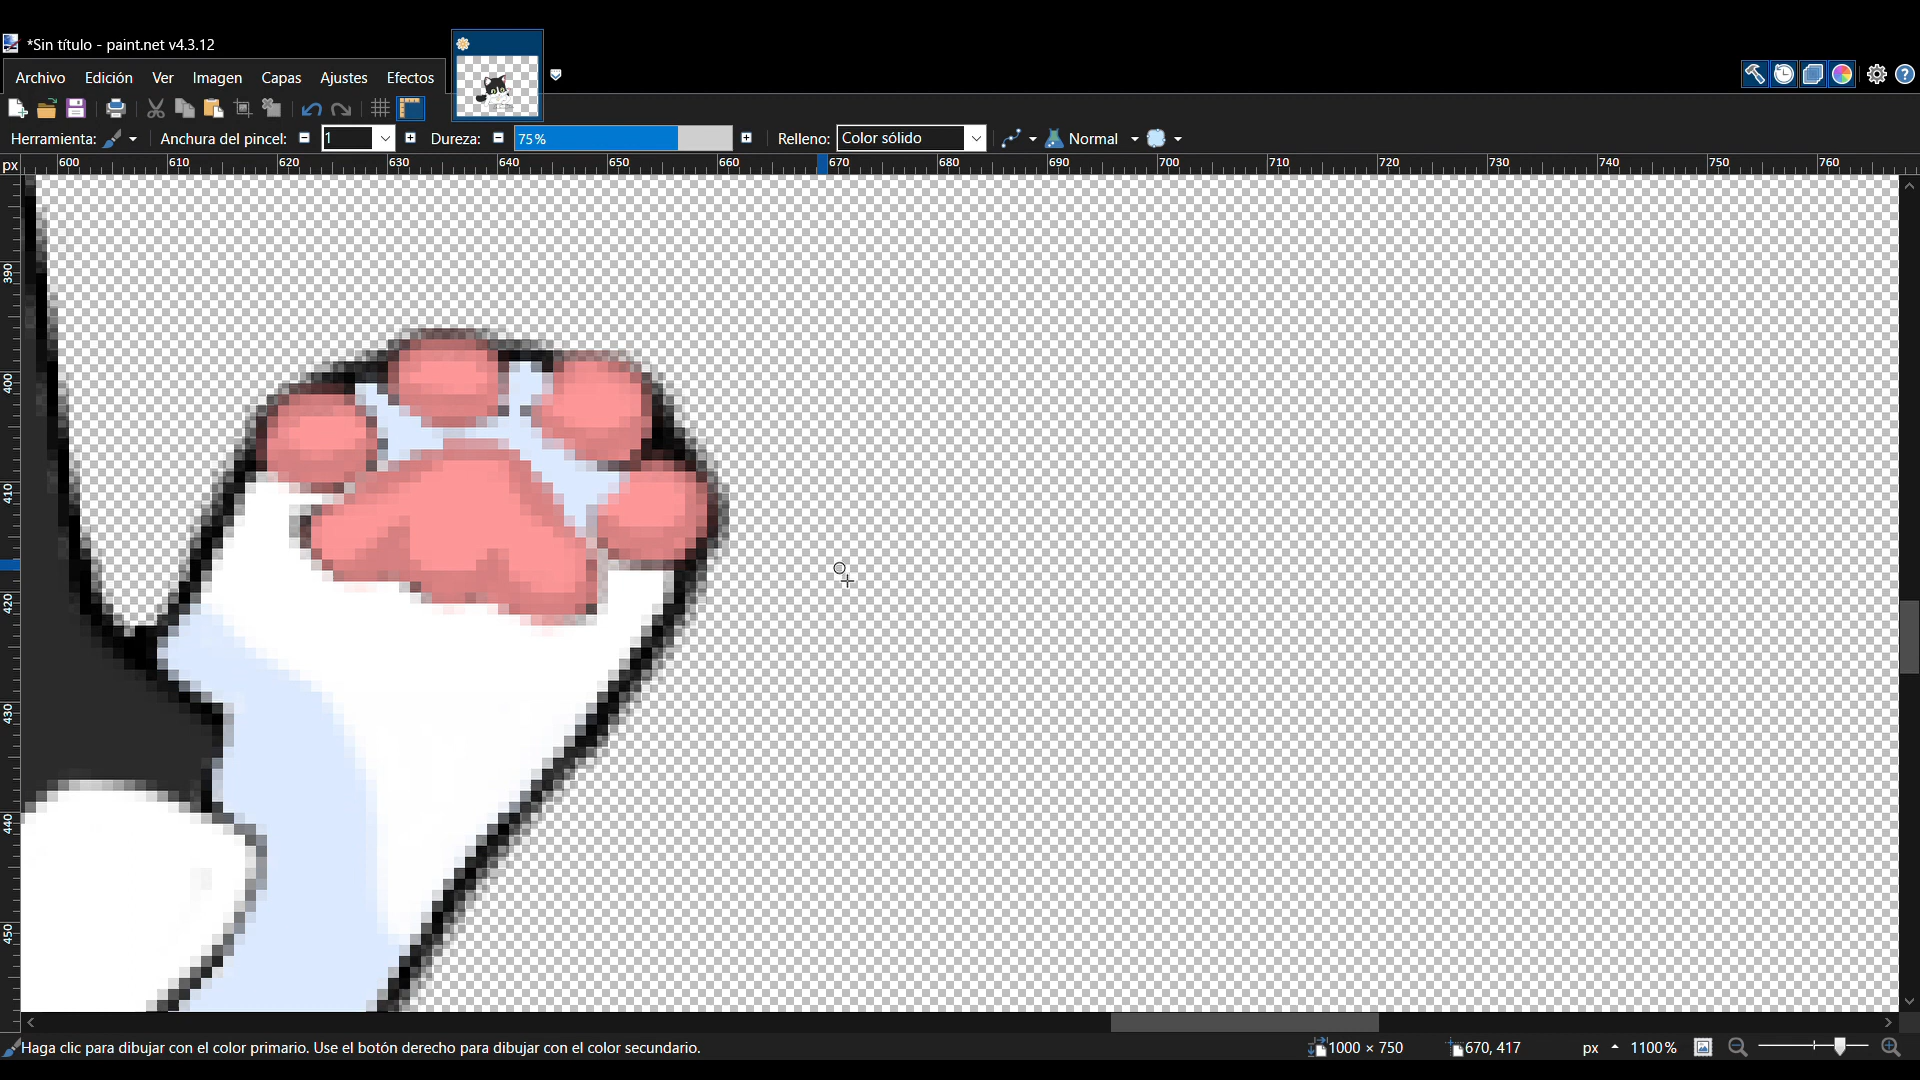 *Sin título - paint.net v4.3.12
Archivo Edición Ver Imagen Capas Ajustes Efectos
Herramienta: Anchura del pincel: 1 Dureza: 75% Relleno: Color sólido Normal
px 600 610 620 630 640 650 660 670 680 690 700 710 720 730 740 750 760
390
400
410
420
430
440
450
Haga clic para dibujar con el color primario. Use el botón derecho para dibujar con el color secundario. 1000 × 750 670, 417 px 1100%